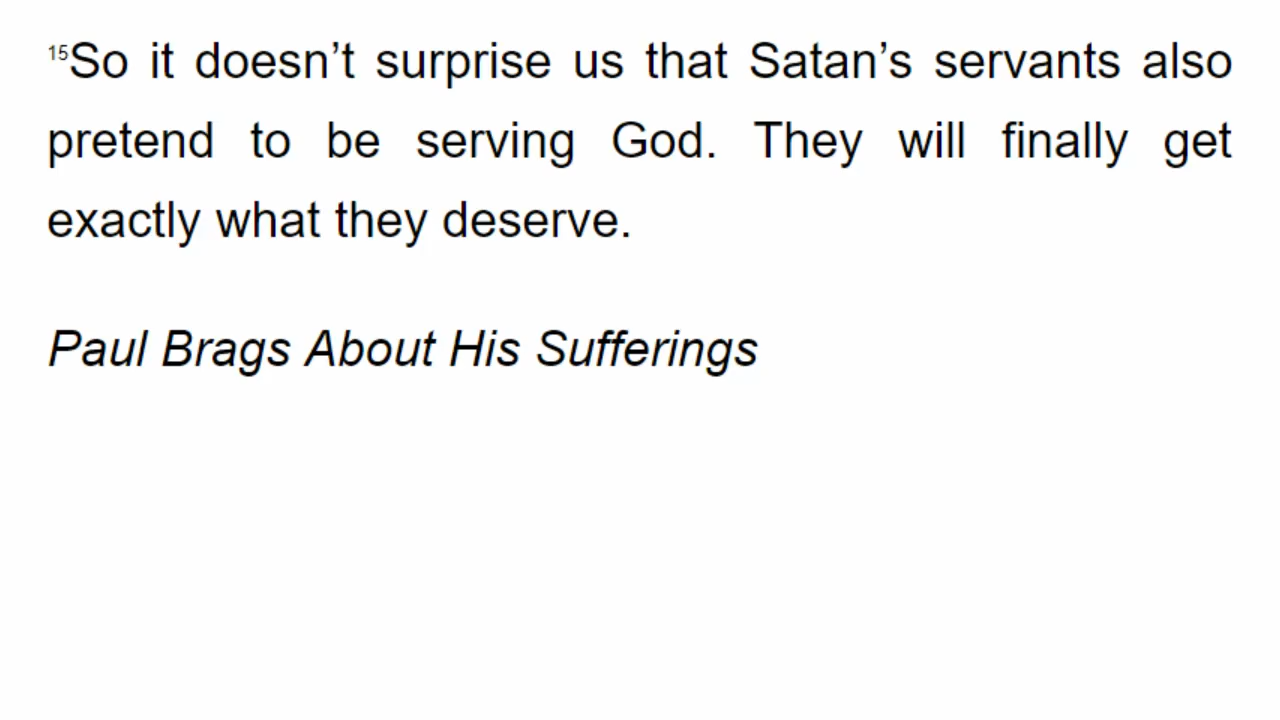 15So it doesn’t surprise us that Satan’s servants also
pretend to be serving God. They will finally get
exactly what they deserve.
Paul Brags About His Sufferings